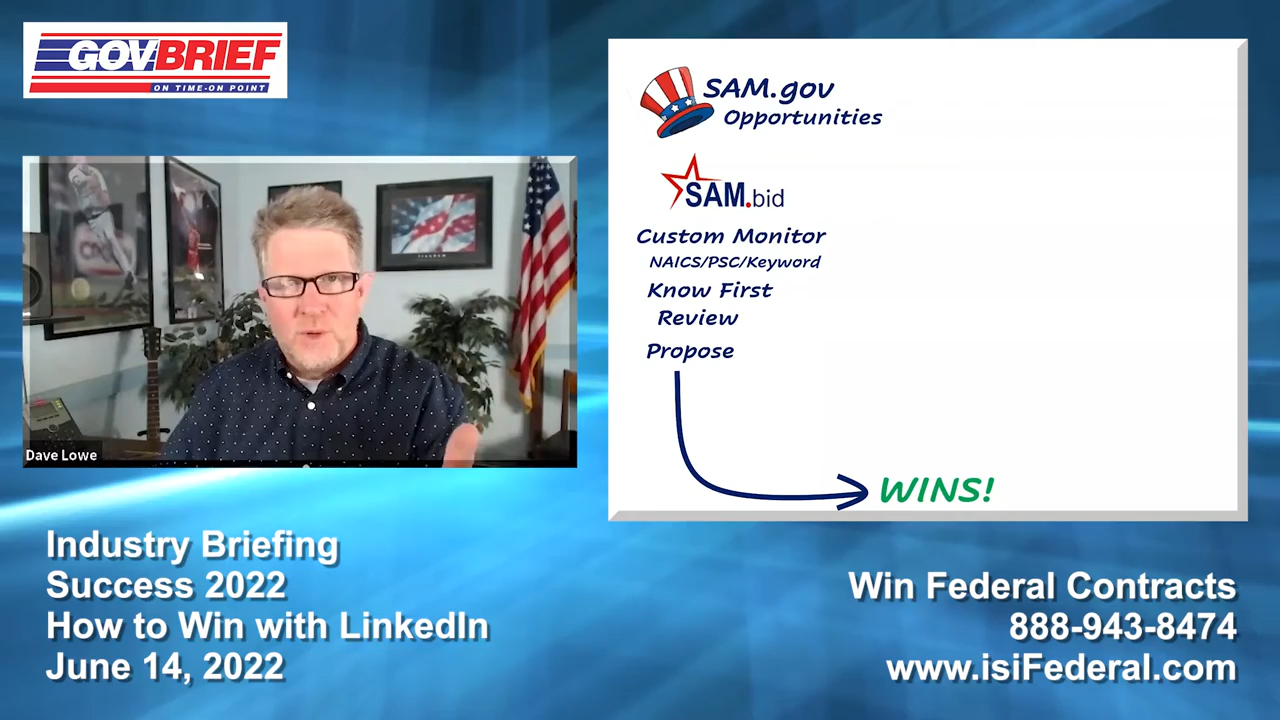 GOVBRIEF
ON TIME-ON POINT
SAM.gov
Opportunities
SAM.bid
Custom Monitor
NAICS/PSC/Keyword
Know First
Review
Propose
WINS!
Dave Lowe
Industry Briefing
Success 2022
How to Win with LinkedIn
June 14, 2022
Win Federal Contracts
888-943-8474
www.isiFederal.com